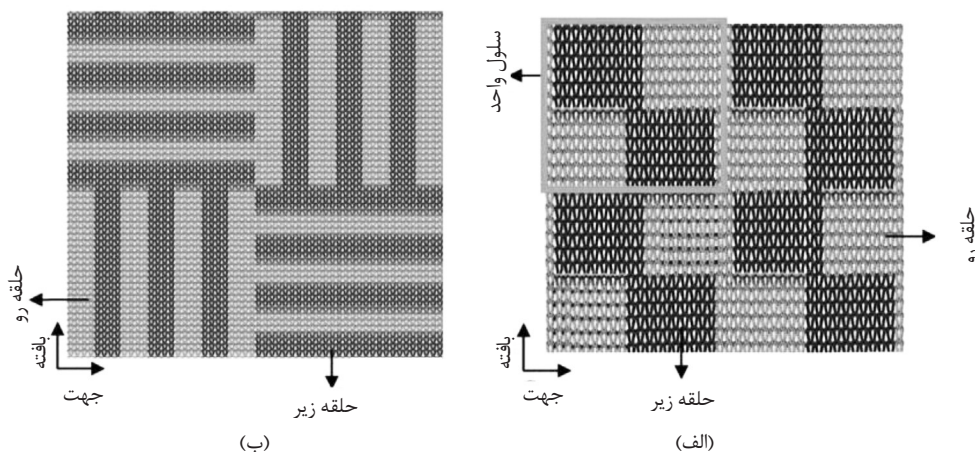 سلول واحد
حلقه رو
بافته
جهت
حلقه زیر
(الف)
حلقه رو
بافته
جهت
حلقه زیر
(ب)